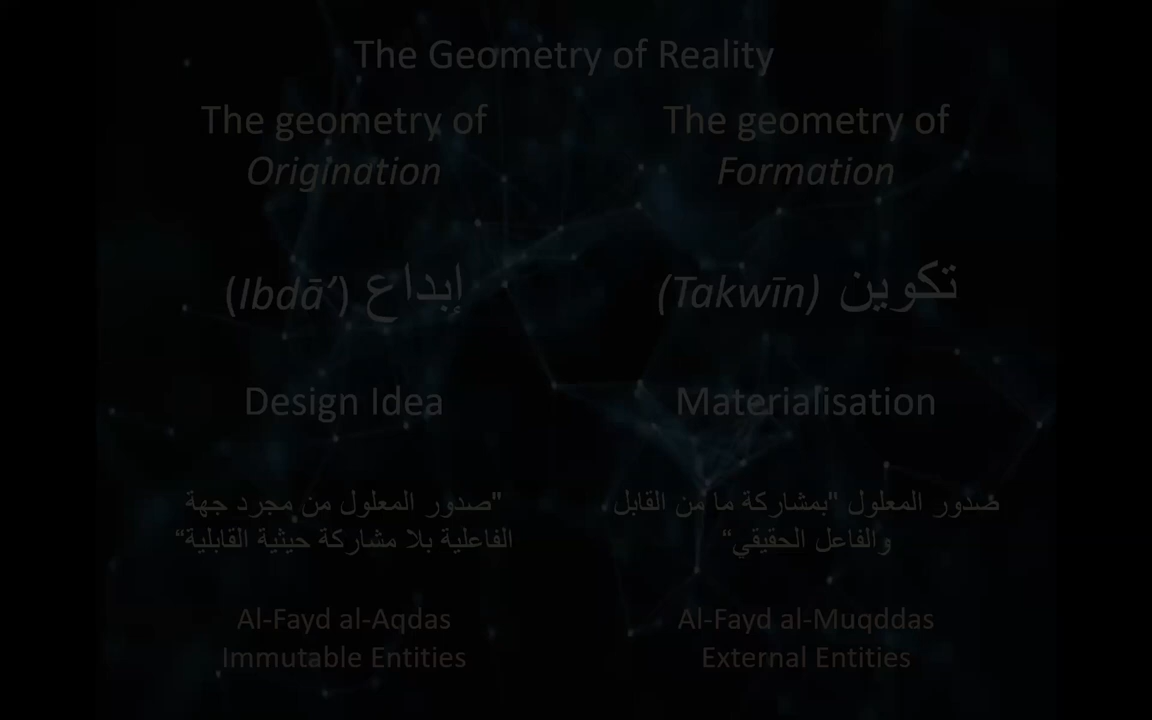 The Geometry of Reality
The geometry of
Origination
(Ibdā’) إبداع
Design Idea
"صدور المعلول من مجرد جهة
الفاعلية بلا مشاركة حيثية القابلية“
Al-Fayd al-Aqdas
Immutable Entities
The geometry of
Formation
(Takwīn) تكوين
Materialisation
صدور المعلول "بمشاركة ما من القابل
والفاعل الحقيقي“
Al-Fayd al-Muqddas
External Entities